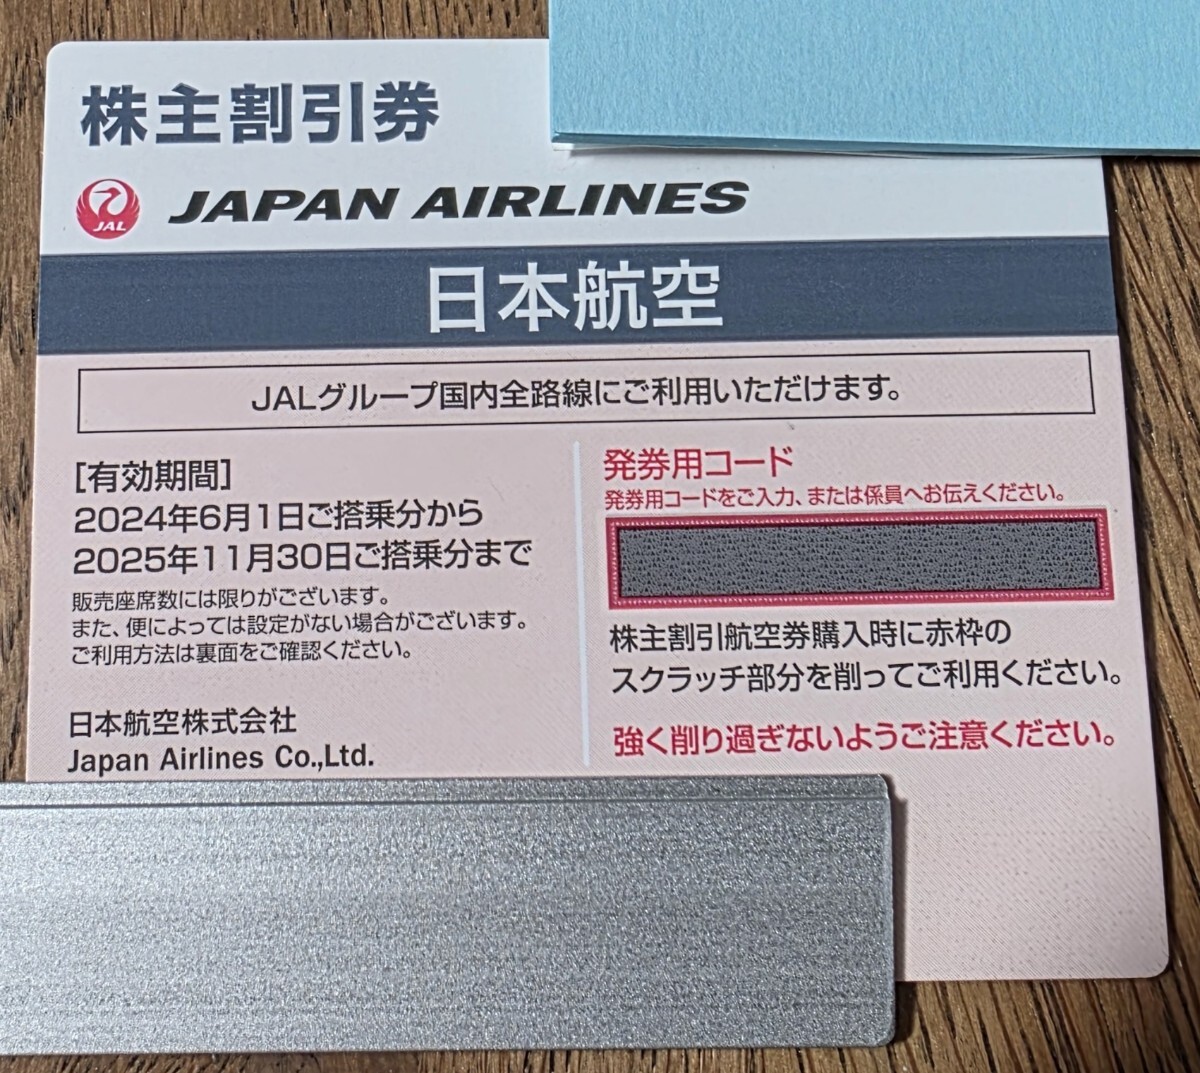 株主割引券
JAL JAPAN AIRLINES
日本航空
JALグループ国内全路線にご利用いただけます。
[有効期間]
2024年6月1日ご搭乗分から
2025年11月30日ご搭乗分まで
販売座席数には限りがございます。
また、便によっては設定がない場合がございます。
ご利用方法は裏面をご確認ください。
日本航空株式会社
Japan Airlines Co.,Ltd.
発券用コード
発券用コードをご入力、または係員へお伝えください。
株主割引航空券購入時に赤枠の
スクラッチ部分を削ってご利用ください。
強く削り過ぎないようご注意ください。